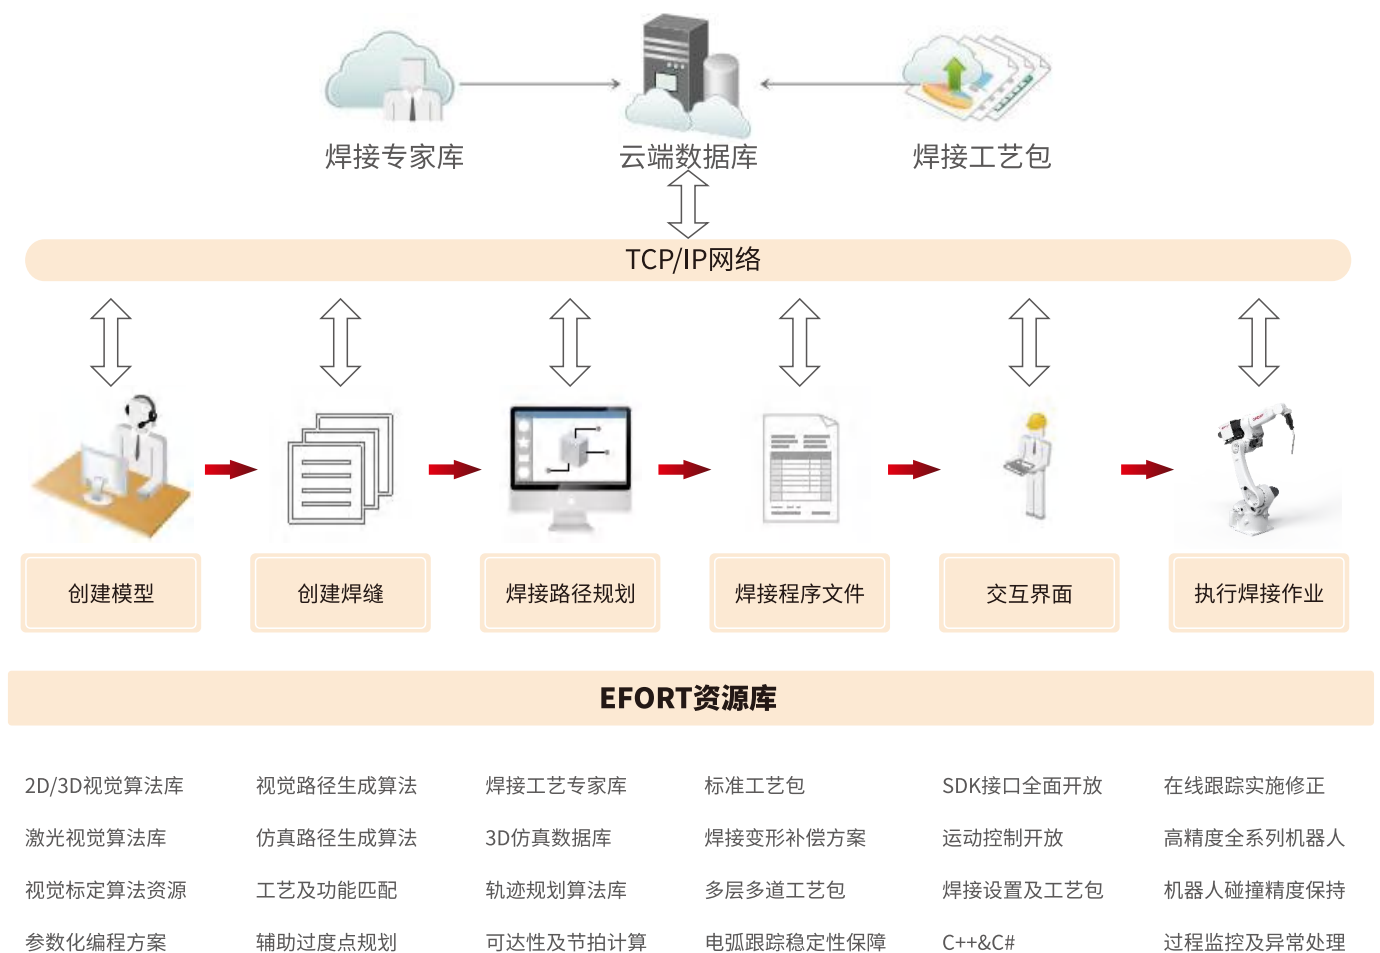 焊接专家库
云端数据库
焊接工艺包
TCP/IP网络
创建模型
创建焊缝
焊接路径规划
焊接程序文件
交互界面
执行焊接作业
EFORT资源库
2D/3D视觉算法库
视觉路径生成算法
焊接工艺专家库
标准工艺包
SDK接口全面开放
在线跟踪实施修正
激光视觉算法库
仿真路径生成算法
3D仿真数据库
焊接变形补偿方案
运动控制开放
高精度全系列机器人
视觉标定算法资源
工艺及功能匹配
轨迹规划算法库
多层多道工艺包
焊接设置及工艺包
机器人碰撞精度保持
参数化编程方案
辅助过度点规划
可达性及节拍计算
电弧跟踪稳定性保障
C++&C#
过程监控及异常处理